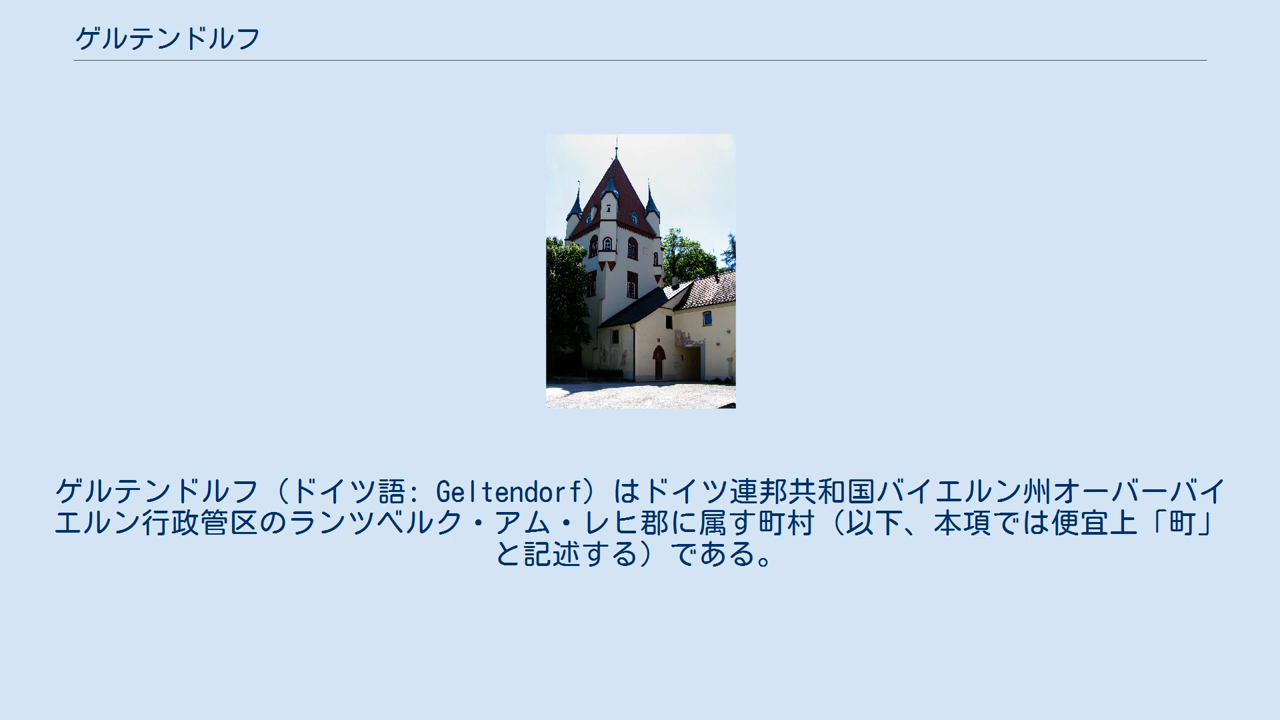 ゲルテンドルフ
ゲルテンドルフ（ドイツ語: Geltendorf）はドイツ連邦共和国バイエルン州オーバーバイ
エルン行政管区のランツベルク・アム・レヒ郡に属す町村（以下、本項では便宜上「町」
と記述する）である。